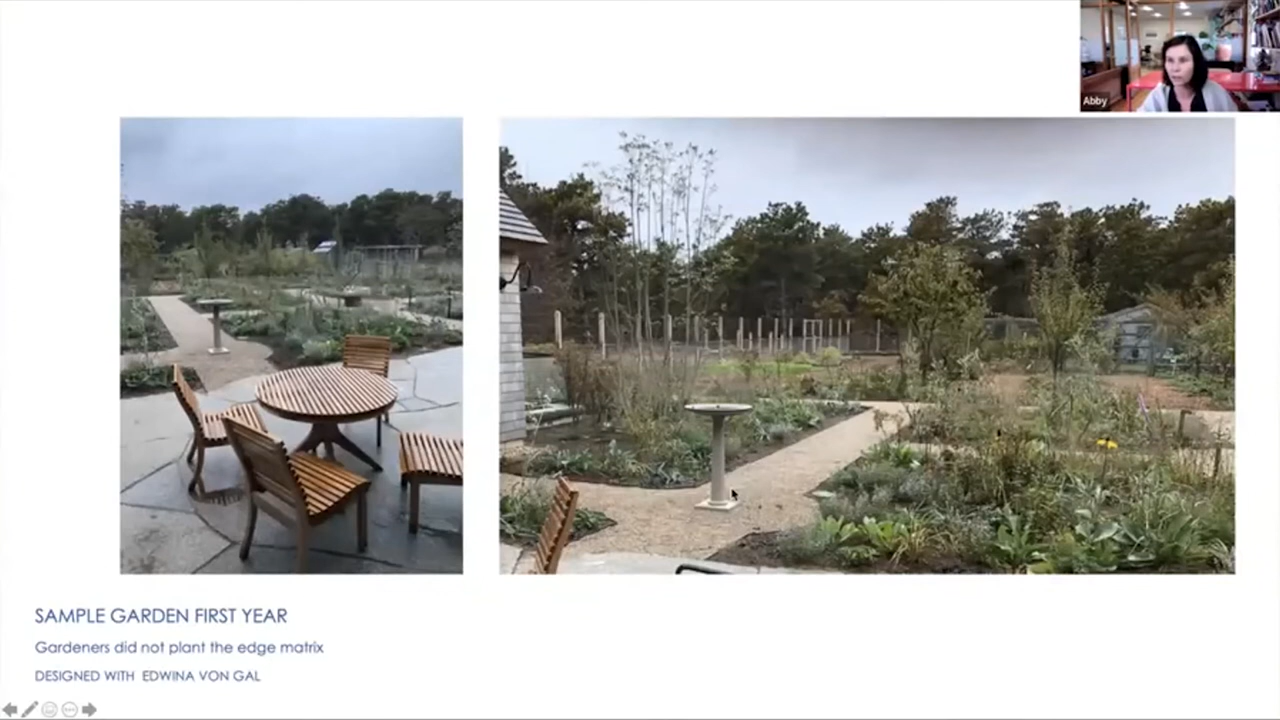 Abby
SAMPLE GARDEN FIRST YEAR
Gardeners did not plant the edge matrix
DESIGNED WITH EDWINA VON GAL